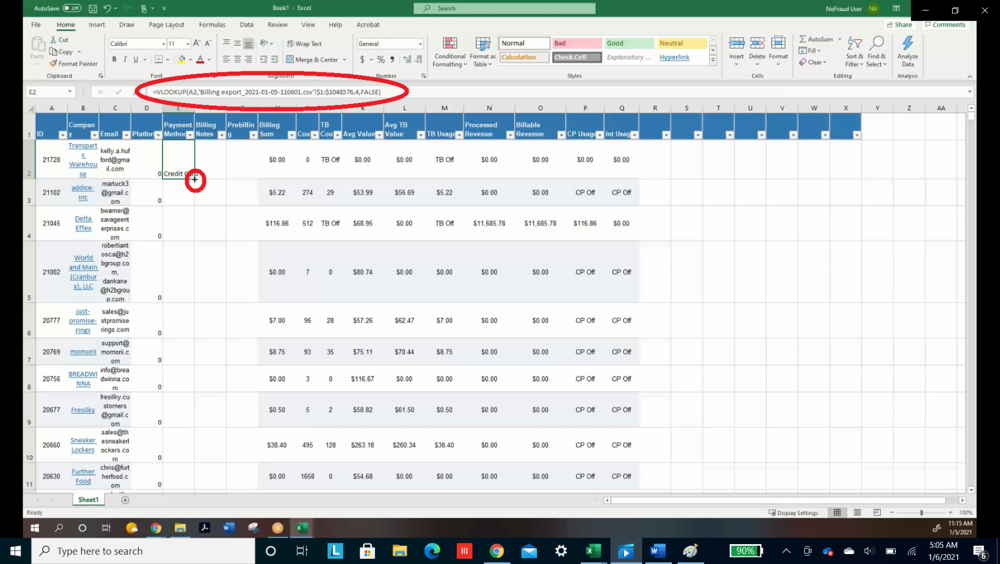 AutoSave Off
Book1 - Excel
Search
NoFraud User NU
File Home Insert Draw Page Layout Formulas Data Review View Help Acrobat
Share Comments
Paste Cut Copy Format Painter
Calibri 11
B I U A
Wrap Text
Merge & Center
General
$ % 
Conditional Formatting
Format as Table
Normal Bad Good Neutral
Calculation Check Cell Explanatory ... Hyperlink
Insert Delete Format
AutoSum Fill Clear
Sort & Filter Find & Select
Analyze Data
Clipboard Font Alignment Number Styles Cells Editing Analysis
E2
=VLOOKUP(A2,'Billing export_2021-01-05-110601.csv'!$1:$1048576,4,FALSE)
A B C D E K L M N O P Q R S T U V W X Y Z AA
1 ID Company Email Platforn Payment Methoc Billing Notes Prebilling Billing Sum Cou TB Cou Avg Value Avg TB Value TB Usage Processed Revenue Billable Revenue CP Usage Int Usag
2 21728 Transparts Warehouse kelly.a.hufford@gmail.com 0 Credit Card $0.00 0 TB Off $0.00 $0.00 TB Off $0.00 $0.00 $0.00 $0.00
3 21102 addice-inc martuck3@gmail.com 0 $5.22 274 29 $53.99 $56.69 $5.22 $0.00 $0.00 CP Off CP Off
4 21045 Delta Effex bwarner@savageenterprises.com 0 $116.86 512 TB Off $68.95 $0.00 TB Off $11,685.78 $11,685.78 $116.86 $0.00
5 21002 World and Main (Cranbury), LLC robertiantosca@h2bgroup.com, dankane@h2bgroup.com 0 $0.00 7 0 $80.74 $0.00 $0.00 $0.00 $0.00 CP Off CP Off
6 20777 just-promise-rings sales@justpromiserings.com 0 $7.00 96 28 $57.26 $62.47 $7.00 $0.00 $0.00 CP Off CP Off
7 20769 momorii support@momorii.com 0 $8.75 93 35 $75.11 $70.44 $8.75 $0.00 $0.00 CP Off CP Off
8 20756 BREADWINNA info@breadwinna.com 0 $0.00 3 0 $116.67 $0.00 $0.00 $0.00 $0.00 CP Off CP Off
9 20677 Fresilky fresilky.customers@gmail.com 0 $0.50 5 2 $58.82 $61.50 $0.50 $0.00 $0.00 CP Off CP Off
10 20660 Sneaker Lockers sales@thesneakerlockers.com 0 $38.40 495 128 $263.18 $260.34 $38.40 $0.00 $0.00 CP Off CP Off
11 20630 Further Food chris@furtherfood.com 0 $0.00 1658 0 $54.68 $0.00 $0.00 $0.00 $0.00 CP Off CP Off
Sheet1
Ready
Display Settings
100%
11:15 AM
1/5/2021
Type here to search
90%
5:05 AM
1/6/2021
6